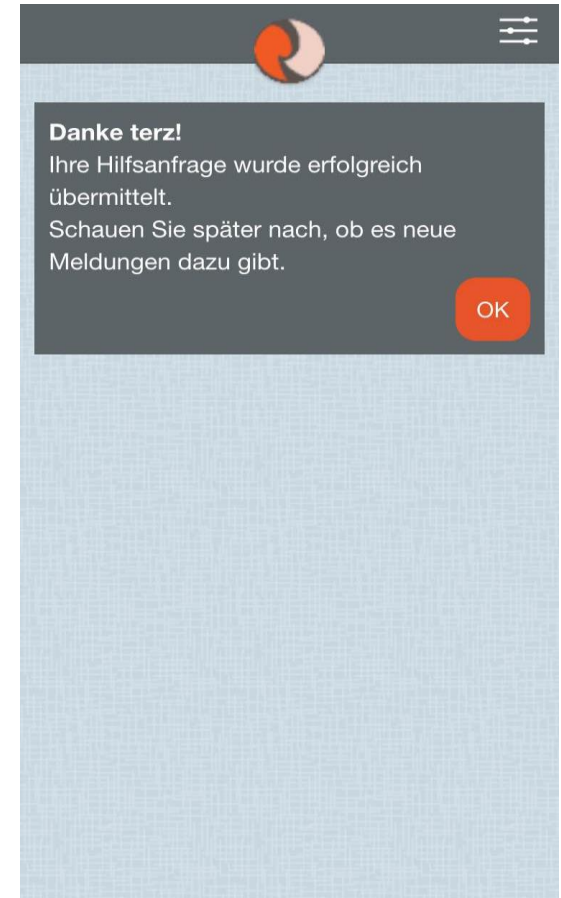 Danke terz!
Ihre Hilfsanfrage wurde erfolgreich
übermittelt.
Schauen Sie später nach, ob es neue
Meldungen dazu gibt.
OK